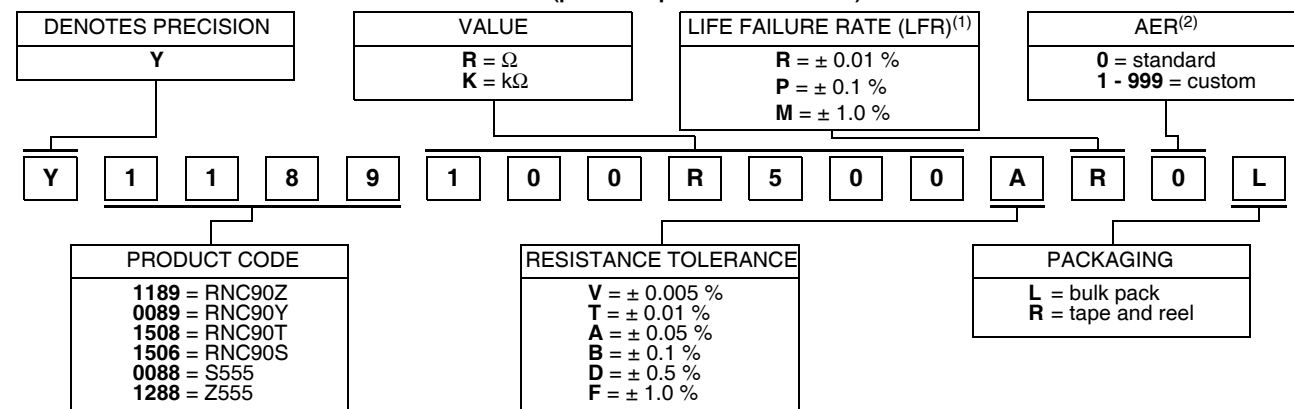 DENOTES PRECISION
Y
VALUE
R = Ω
K = kΩ
LIFE FAILURE RATE (LFR)(1)
R = ± 0.01 %
P = ± 0.1 %
M = ± 1.0 %
AER(2)
0 = standard
1 - 999 = custom
Y 1 1 8 9 1 0 0 R 5 0 0 A R 0 L
PRODUCT CODE
1189 = RNC90Z
0089 = RNC90Y
1508 = RNC90T
1506 = RNC90S
0088 = S555
1288 = Z555
RESISTANCE TOLERANCE
V = ± 0.005 %
T = ± 0.01 %
A = ± 0.05 %
B = ± 0.1 %
D = ± 0.5 %
F = ± 1.0 %
PACKAGING
L = bulk pack
R = tape and reel